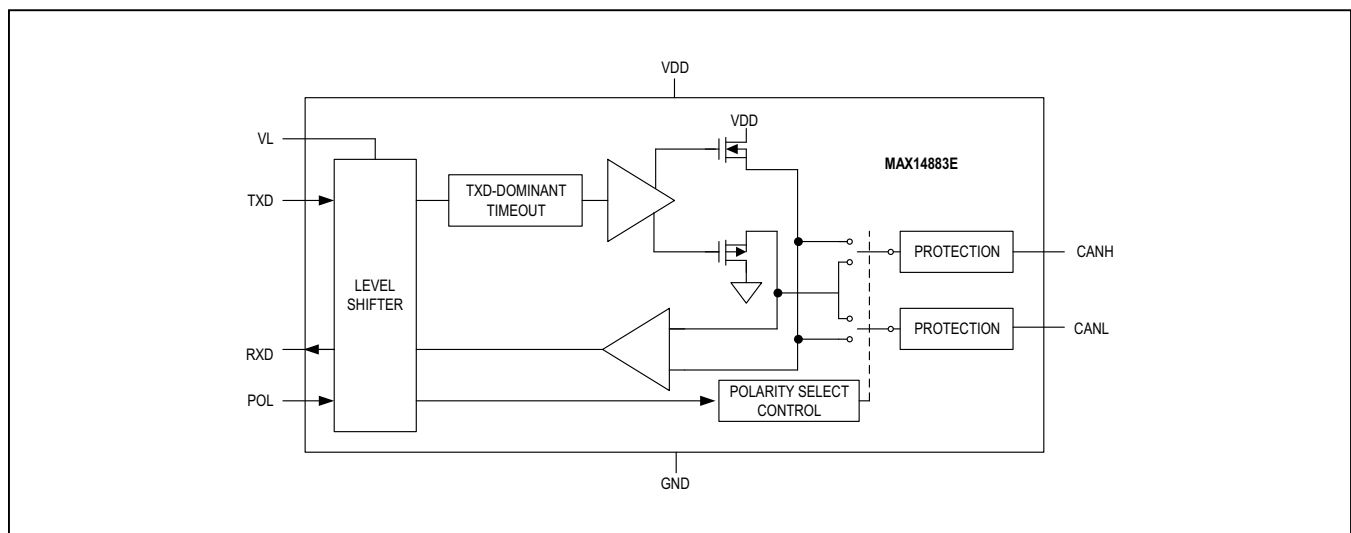 VDD
VL
VDD
MAX14883E
TXD
TXD-DOMINANT
TIMEOUT
PROTECTION
CANH
LEVEL
SHIFTER
PROTECTION
CANL
RXD
POL
POLARITY SELECT
CONTROL
GND